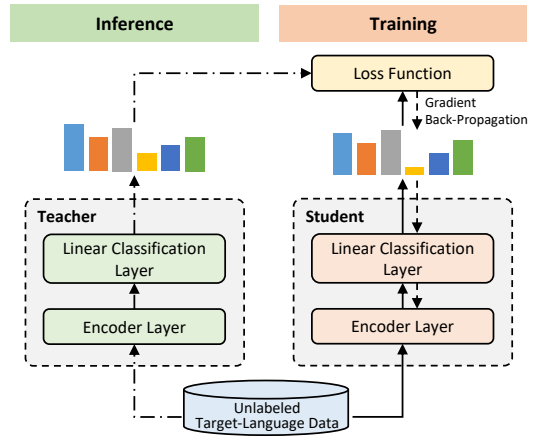 Inference
Training
Loss Function
Gradient
Back-Propagation
Teacher
Linear Classification
Layer
Encoder Layer
Student
Linear Classification
Layer
Encoder Layer
Unlabeled
Target-Language Data